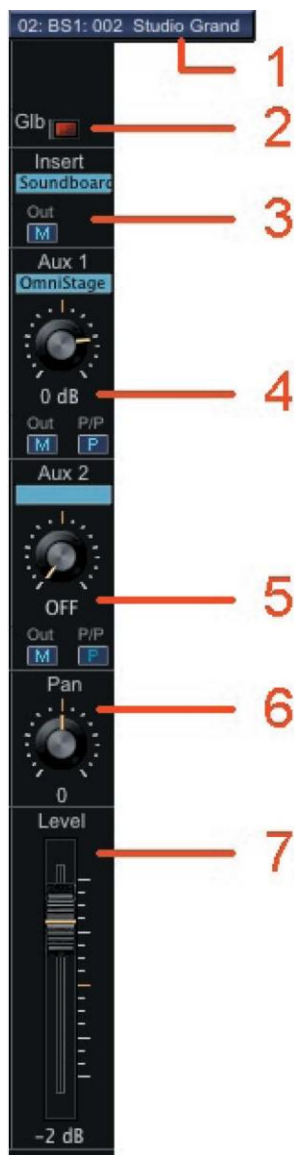 02: BS1: 002 Studio Grand
1
Glb
2
Insert
Soundboard
Out
3
M
Aux 1
OmniStage
0 dB
4
Out P/P
M P
Aux 2
OFF
5
Out P/P
M P
Pan
6
0
Level
7
-2 dB